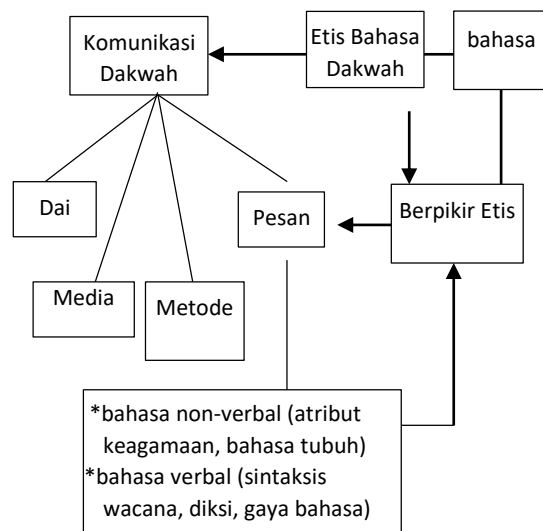 Komunikasi
Dakwah
Etis Bahasa
Dakwah
bahasa
Dai
Pesan
Berpikir Etis
Media
Metode
*bahasa non-verbal (atribut
keagamaan, bahasa tubuh)
*bahasa verbal (sintaksis
wacana, diksi, gaya bahasa)